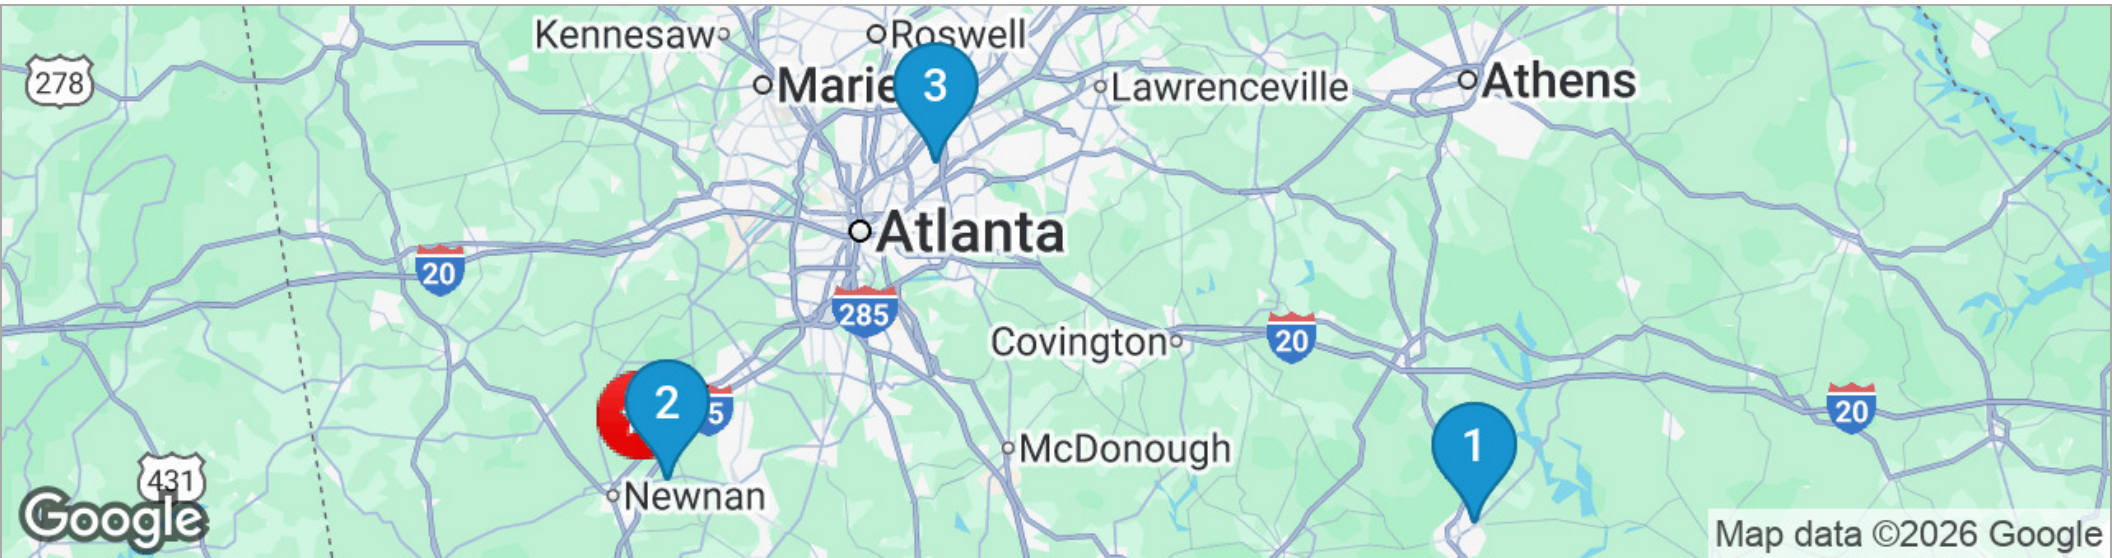 Kennesaw
Roswell
278
Marie
3
Lawrenceville
Athens
Atlanta
20
285
Covington
20
2
5
20
1
McDonough
431
Newnan
Google
Map data ©2026 Google